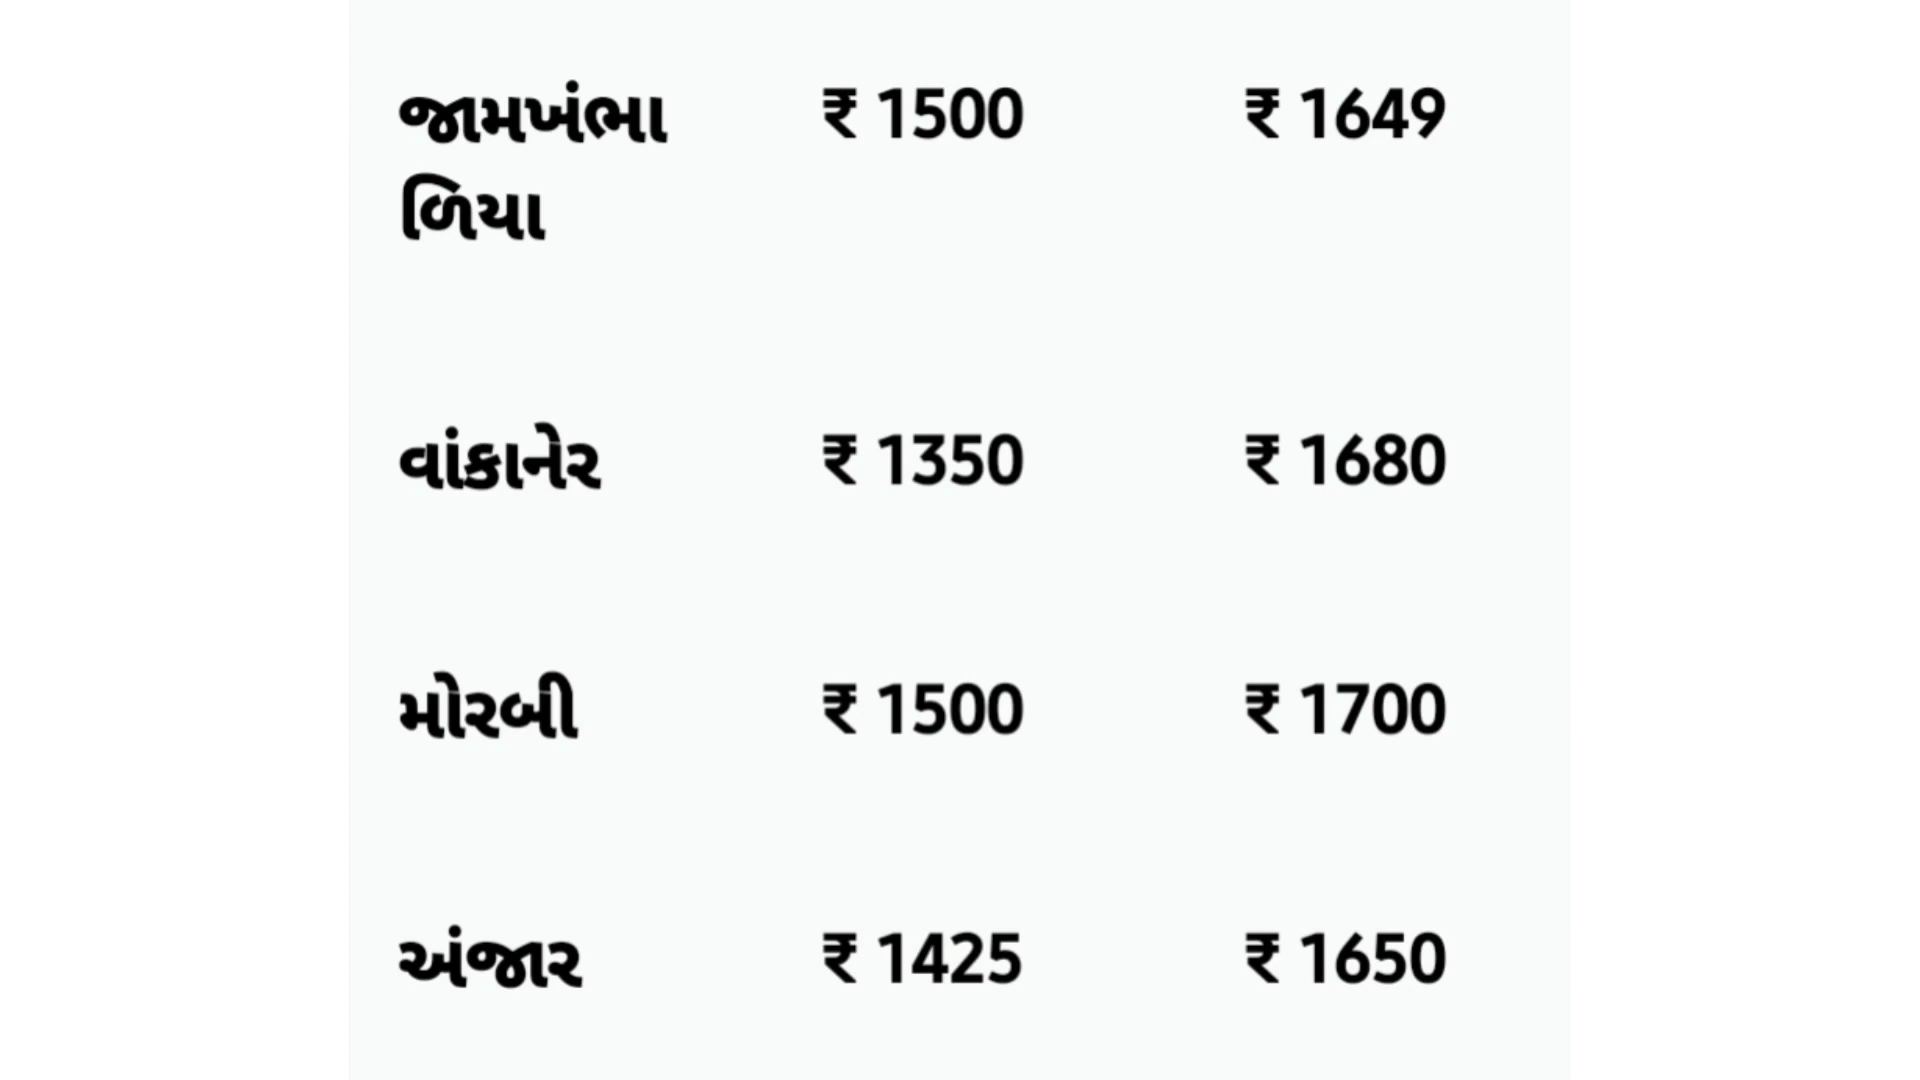 જામખંભા ₹ 1500 ₹ 1649
ળિયા
વાંકાનેર ₹ 1350 ₹ 1680
મોરબી ₹ 1500 ₹ 1700
અંજાર ₹ 1425 ₹ 1650